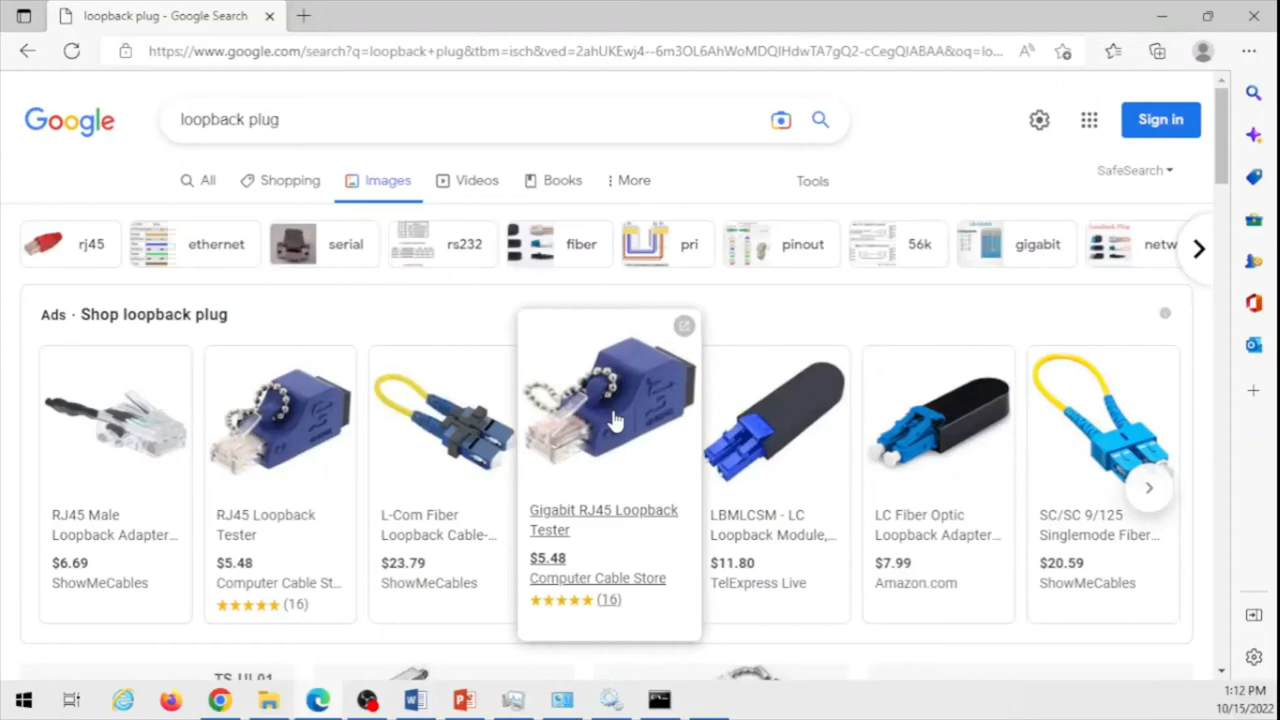 loopback plug - Google Search
https://www.google.com/search?q=loopback+plug&tbm=isch&ved=2ahUKEwj4--6m3OL6AhWoMDQIHdwTA7gQ2-cCegQIABAA&oq=lo...
Google
loopback plug
Sign in
All
Shopping
Images
Videos
Books
More
Tools
SafeSearch
rj45
ethernet
serial
rs232
fiber
pri
pinout
56k
gigabit
netw
Ads · Shop loopback plug
RJ45 Male
Loopback Adapter...
$6.69
ShowMeCables
RJ45 Loopback
Tester
$5.48
Computer Cable St...
(16)
L-Com Fiber
Loopback Cable-...
$23.79
ShowMeCables
Gigabit RJ45 Loopback
Tester
$5.48
Computer Cable Store
(16)
LBMLCSM - LC
Loopback Module,...
$11.80
TelExpress Live
LC Fiber Optic
Loopback Adapter...
$7.99
Amazon.com
SC/SC 9/125
Singlemode Fiber...
$20.59
ShowMeCables
1:12 PM
10/15/2022